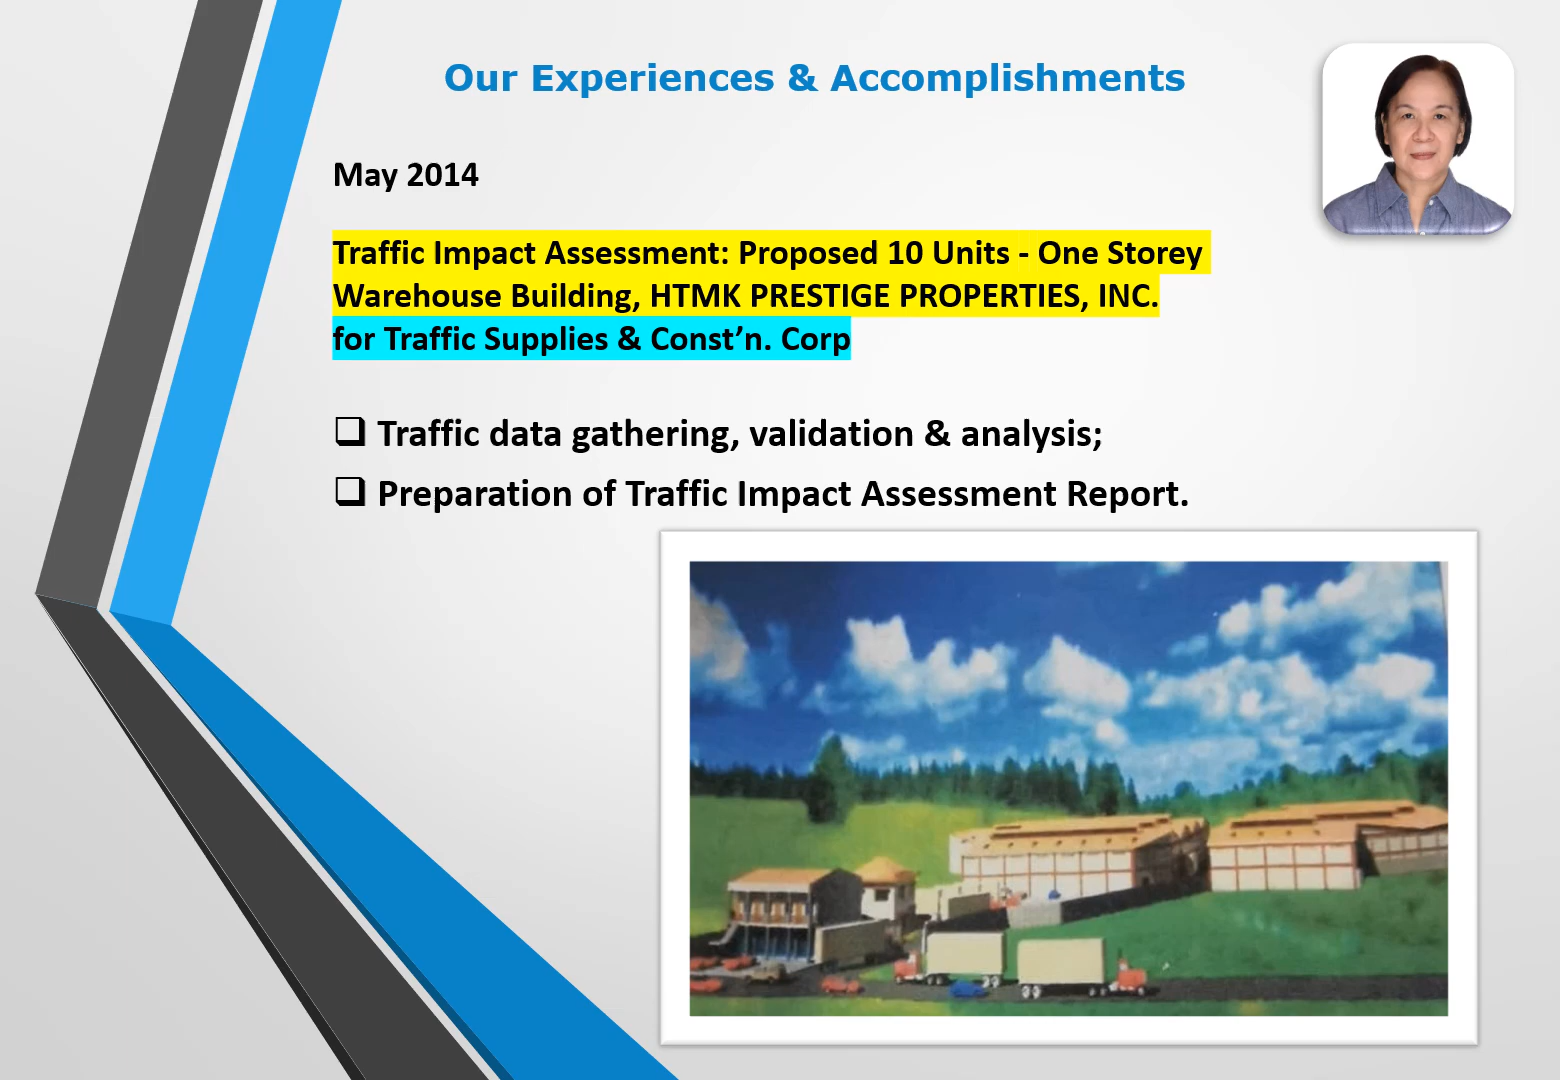 Our Experiences & Accomplishments
May 2014
Traffic Impact Assessment: Proposed 10 Units - One Storey
Warehouse Building, HTMK PRESTIGE PROPERTIES, INC.
for Traffic Supplies & Const’n. Corp
❑ Traffic data gathering, validation & analysis;
❑ Preparation of Traffic Impact Assessment Report.